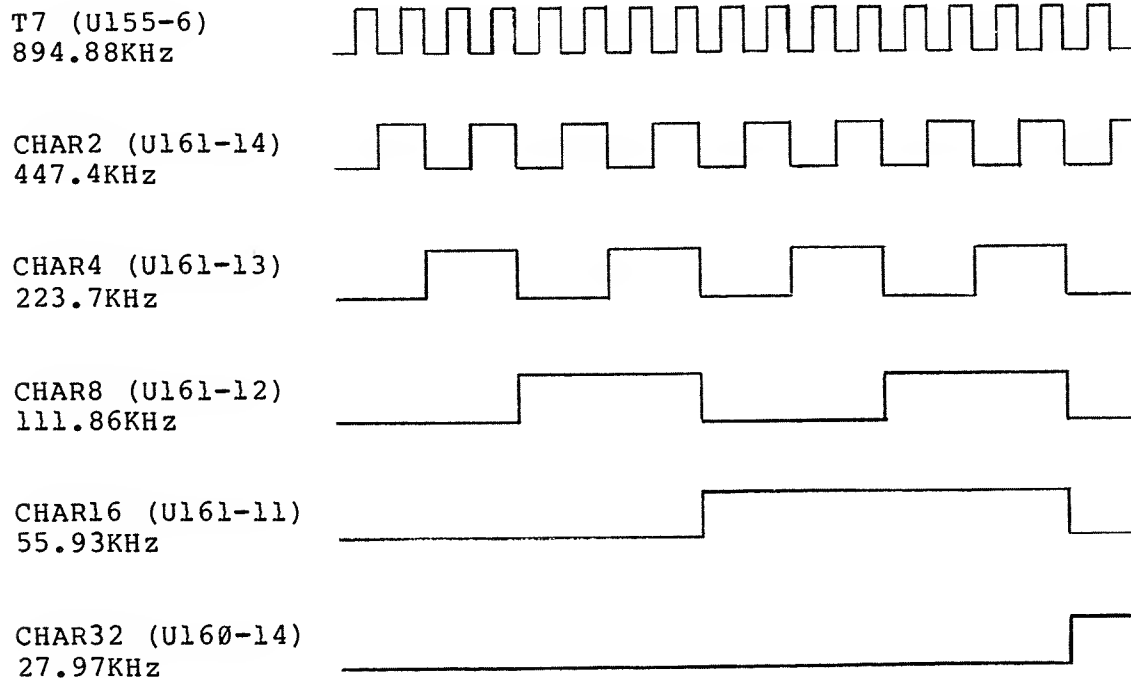 T7 (U155-6)
894.88KHz
CHAR2 (U161-14)
447.4KHz
CHAR4 (U161-13)
223.7KHz
CHAR8 (U161-12)
111.86KHz
CHAR16 (U161-11)
55.93KHz
CHAR32 (U160-14)
27.97KHz